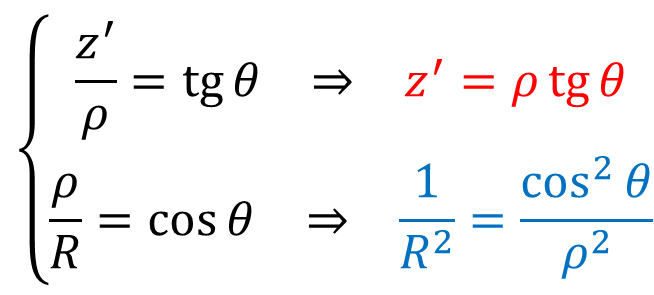 z′/ρ = tg θ ⇒ z′ = ρ tg θ
ρ/R = cos θ ⇒ 1/R² = cos² θ/ρ²